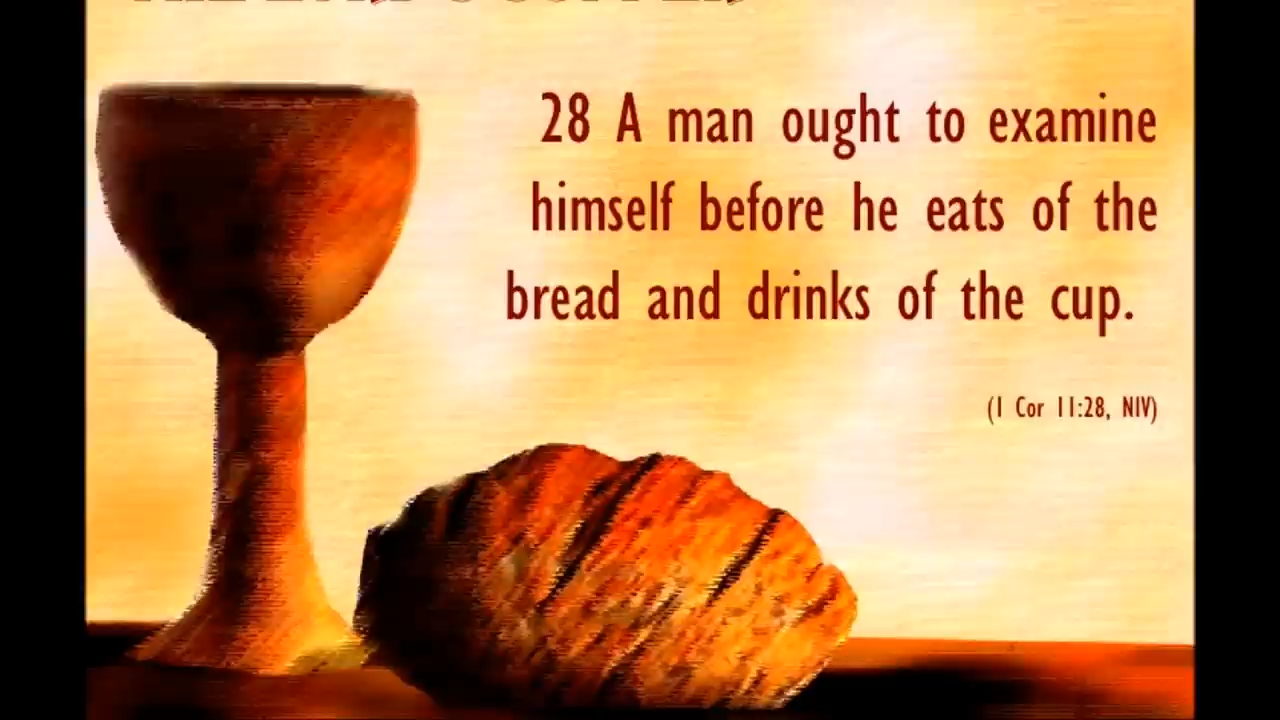 28 A man ought to examine
himself before he eats of the
bread and drinks of the cup.
(1 Cor 11:28, NIV)